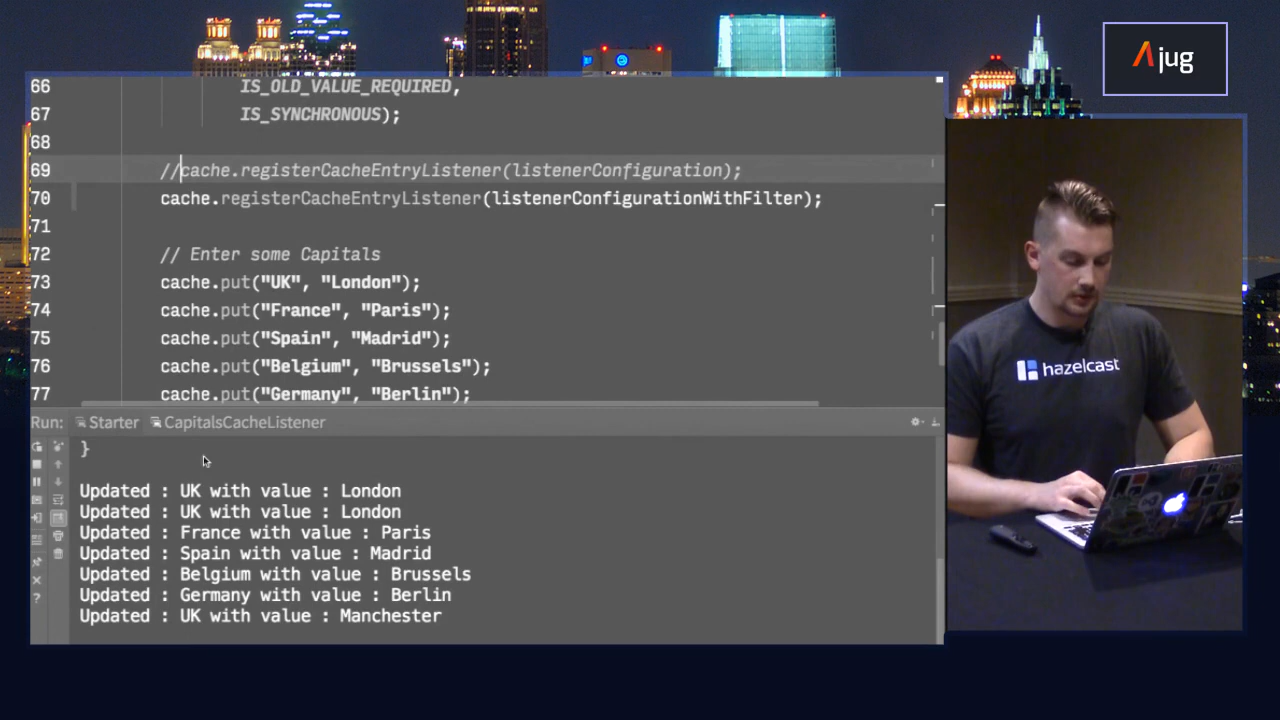 Ajug
66 IS_OLD_VALUE_REQUIRED,
67 IS_SYNCHRONOUS);
68
69 //cache.registerCacheEntryListener(listenerConfiguration);
70 cache.registerCacheEntryListener(listenerConfigurationWithFilter);
71
72 // Enter some Capitals
73 cache.put("UK", "London");
74 cache.put("France", "Paris");
75 cache.put("Spain", "Madrid");
76 cache.put("Belgium", "Brussels");
77 cache.put("Germany", "Berlin");
Run: Starter CapitalsCacheListener
}
Updated : UK with value : London
Updated : UK with value : London
Updated : France with value : Paris
Updated : Spain with value : Madrid
Updated : Belgium with value : Brussels
Updated : Germany with value : Berlin
Updated : UK with value : Manchester
hazelcast